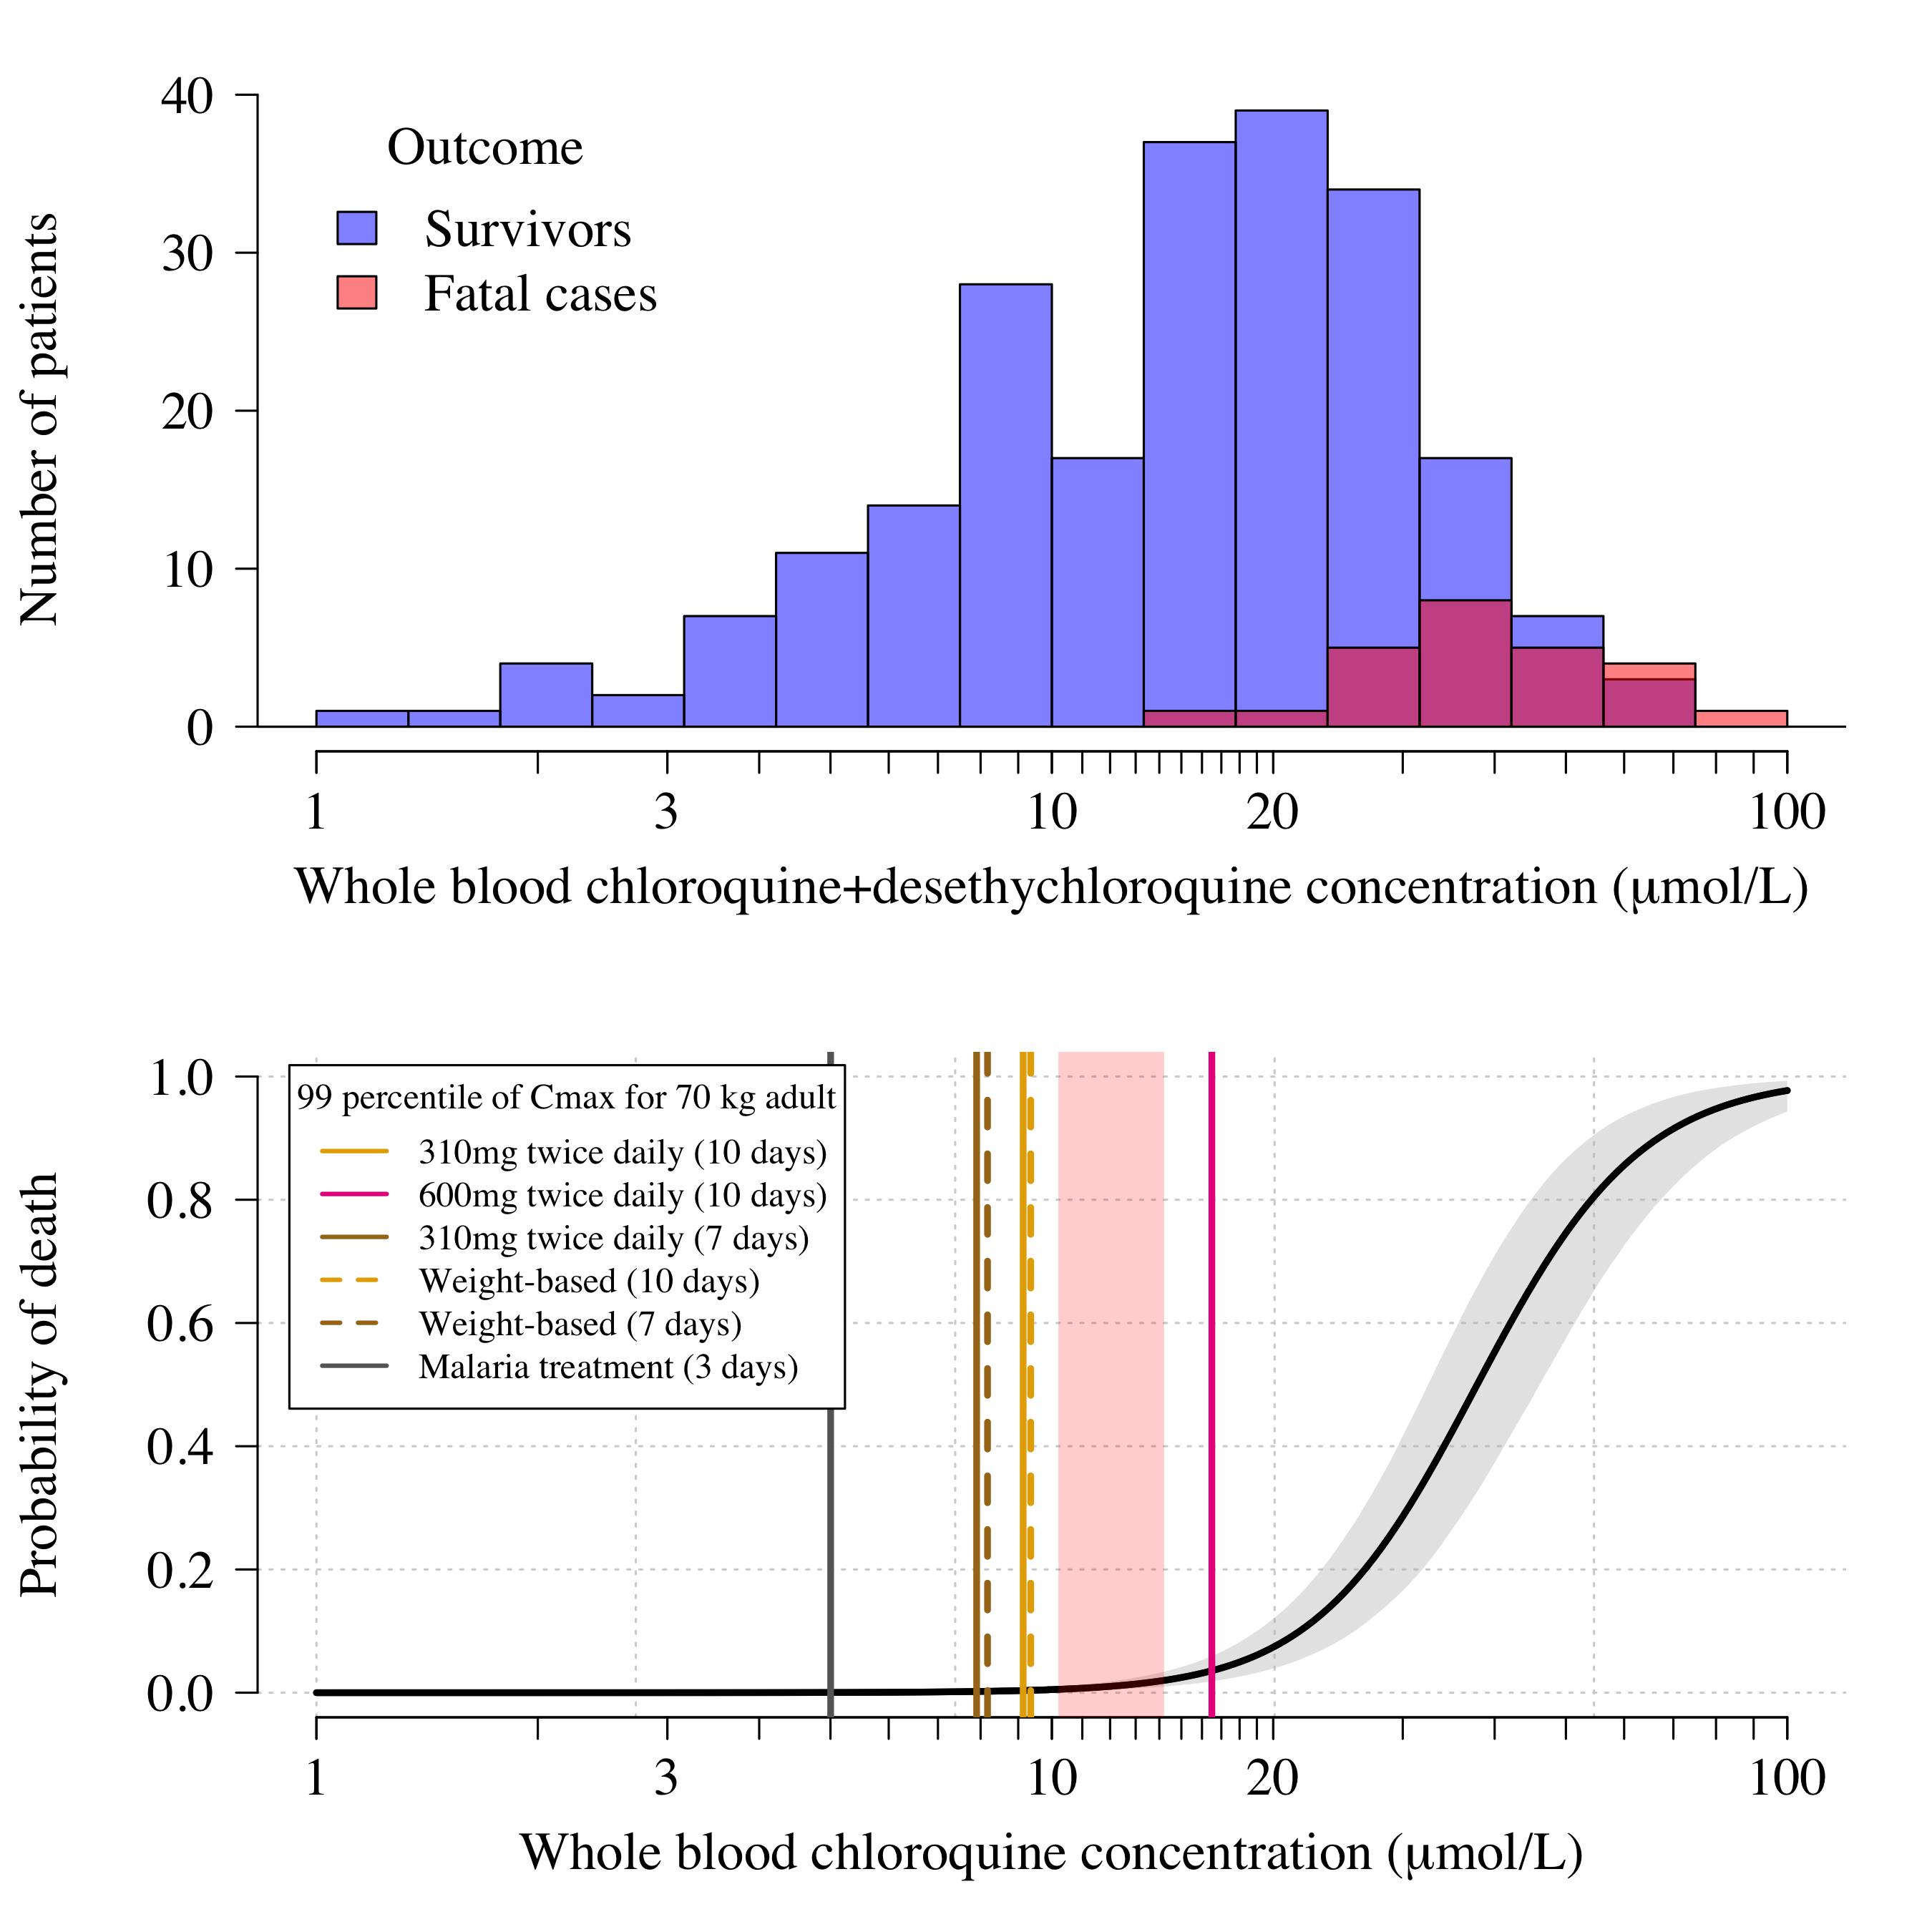 40
30
20
10
0
Number of patients
Outcome
Survivors
Fatal cases
1
3
10
20
100
Whole blood chloroquine+desethychloroquine concentration (μmol/L)
1.0
0.8
0.6
0.4
0.2
0.0
Probability of death
99 percentile of Cmax for 70 kg adult
310mg twice daily (10 days)
600mg twice daily (10 days)
310mg twice daily (7 days)
Weight-based (10 days)
Weight-based (7 days)
Malaria treatment (3 days)
1
3
10
20
100
Whole blood chloroquine concentration (μmol/L)